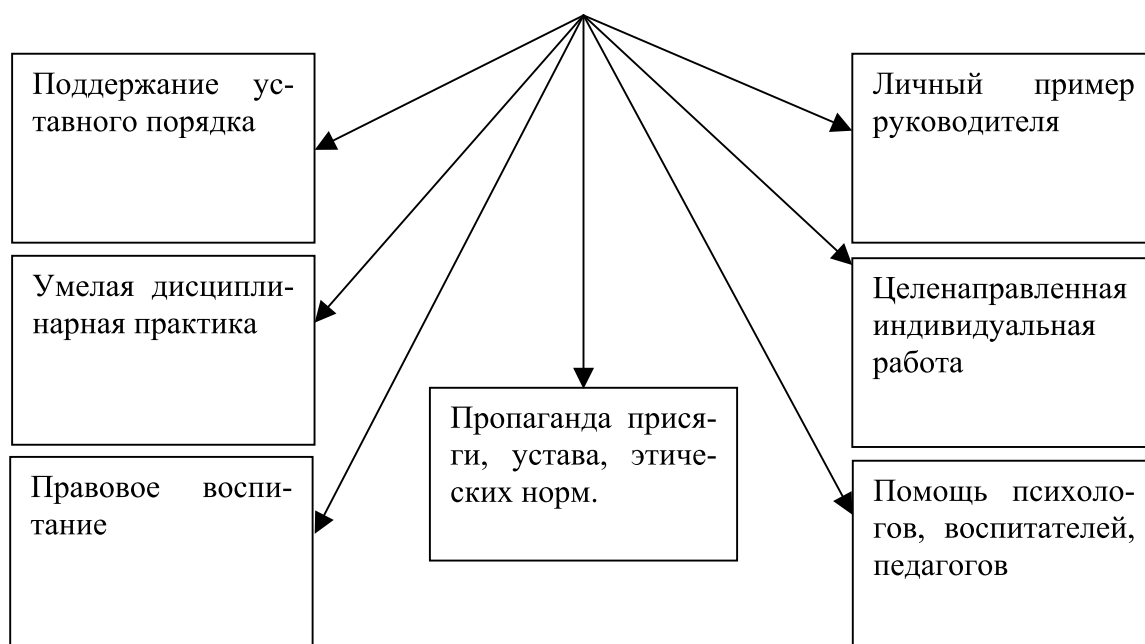 Поддержание ус-
тавного порядка
Умелая дисципли-
нарная практика
Правовое воспи-
тание
Пропаганда прися-
ги, устава, этиче-
ских норм.
Личный пример
руководителя
Целенаправленная
индивидуальная
работа
Помощь психоло-
гов, воспитателей,
педагогов